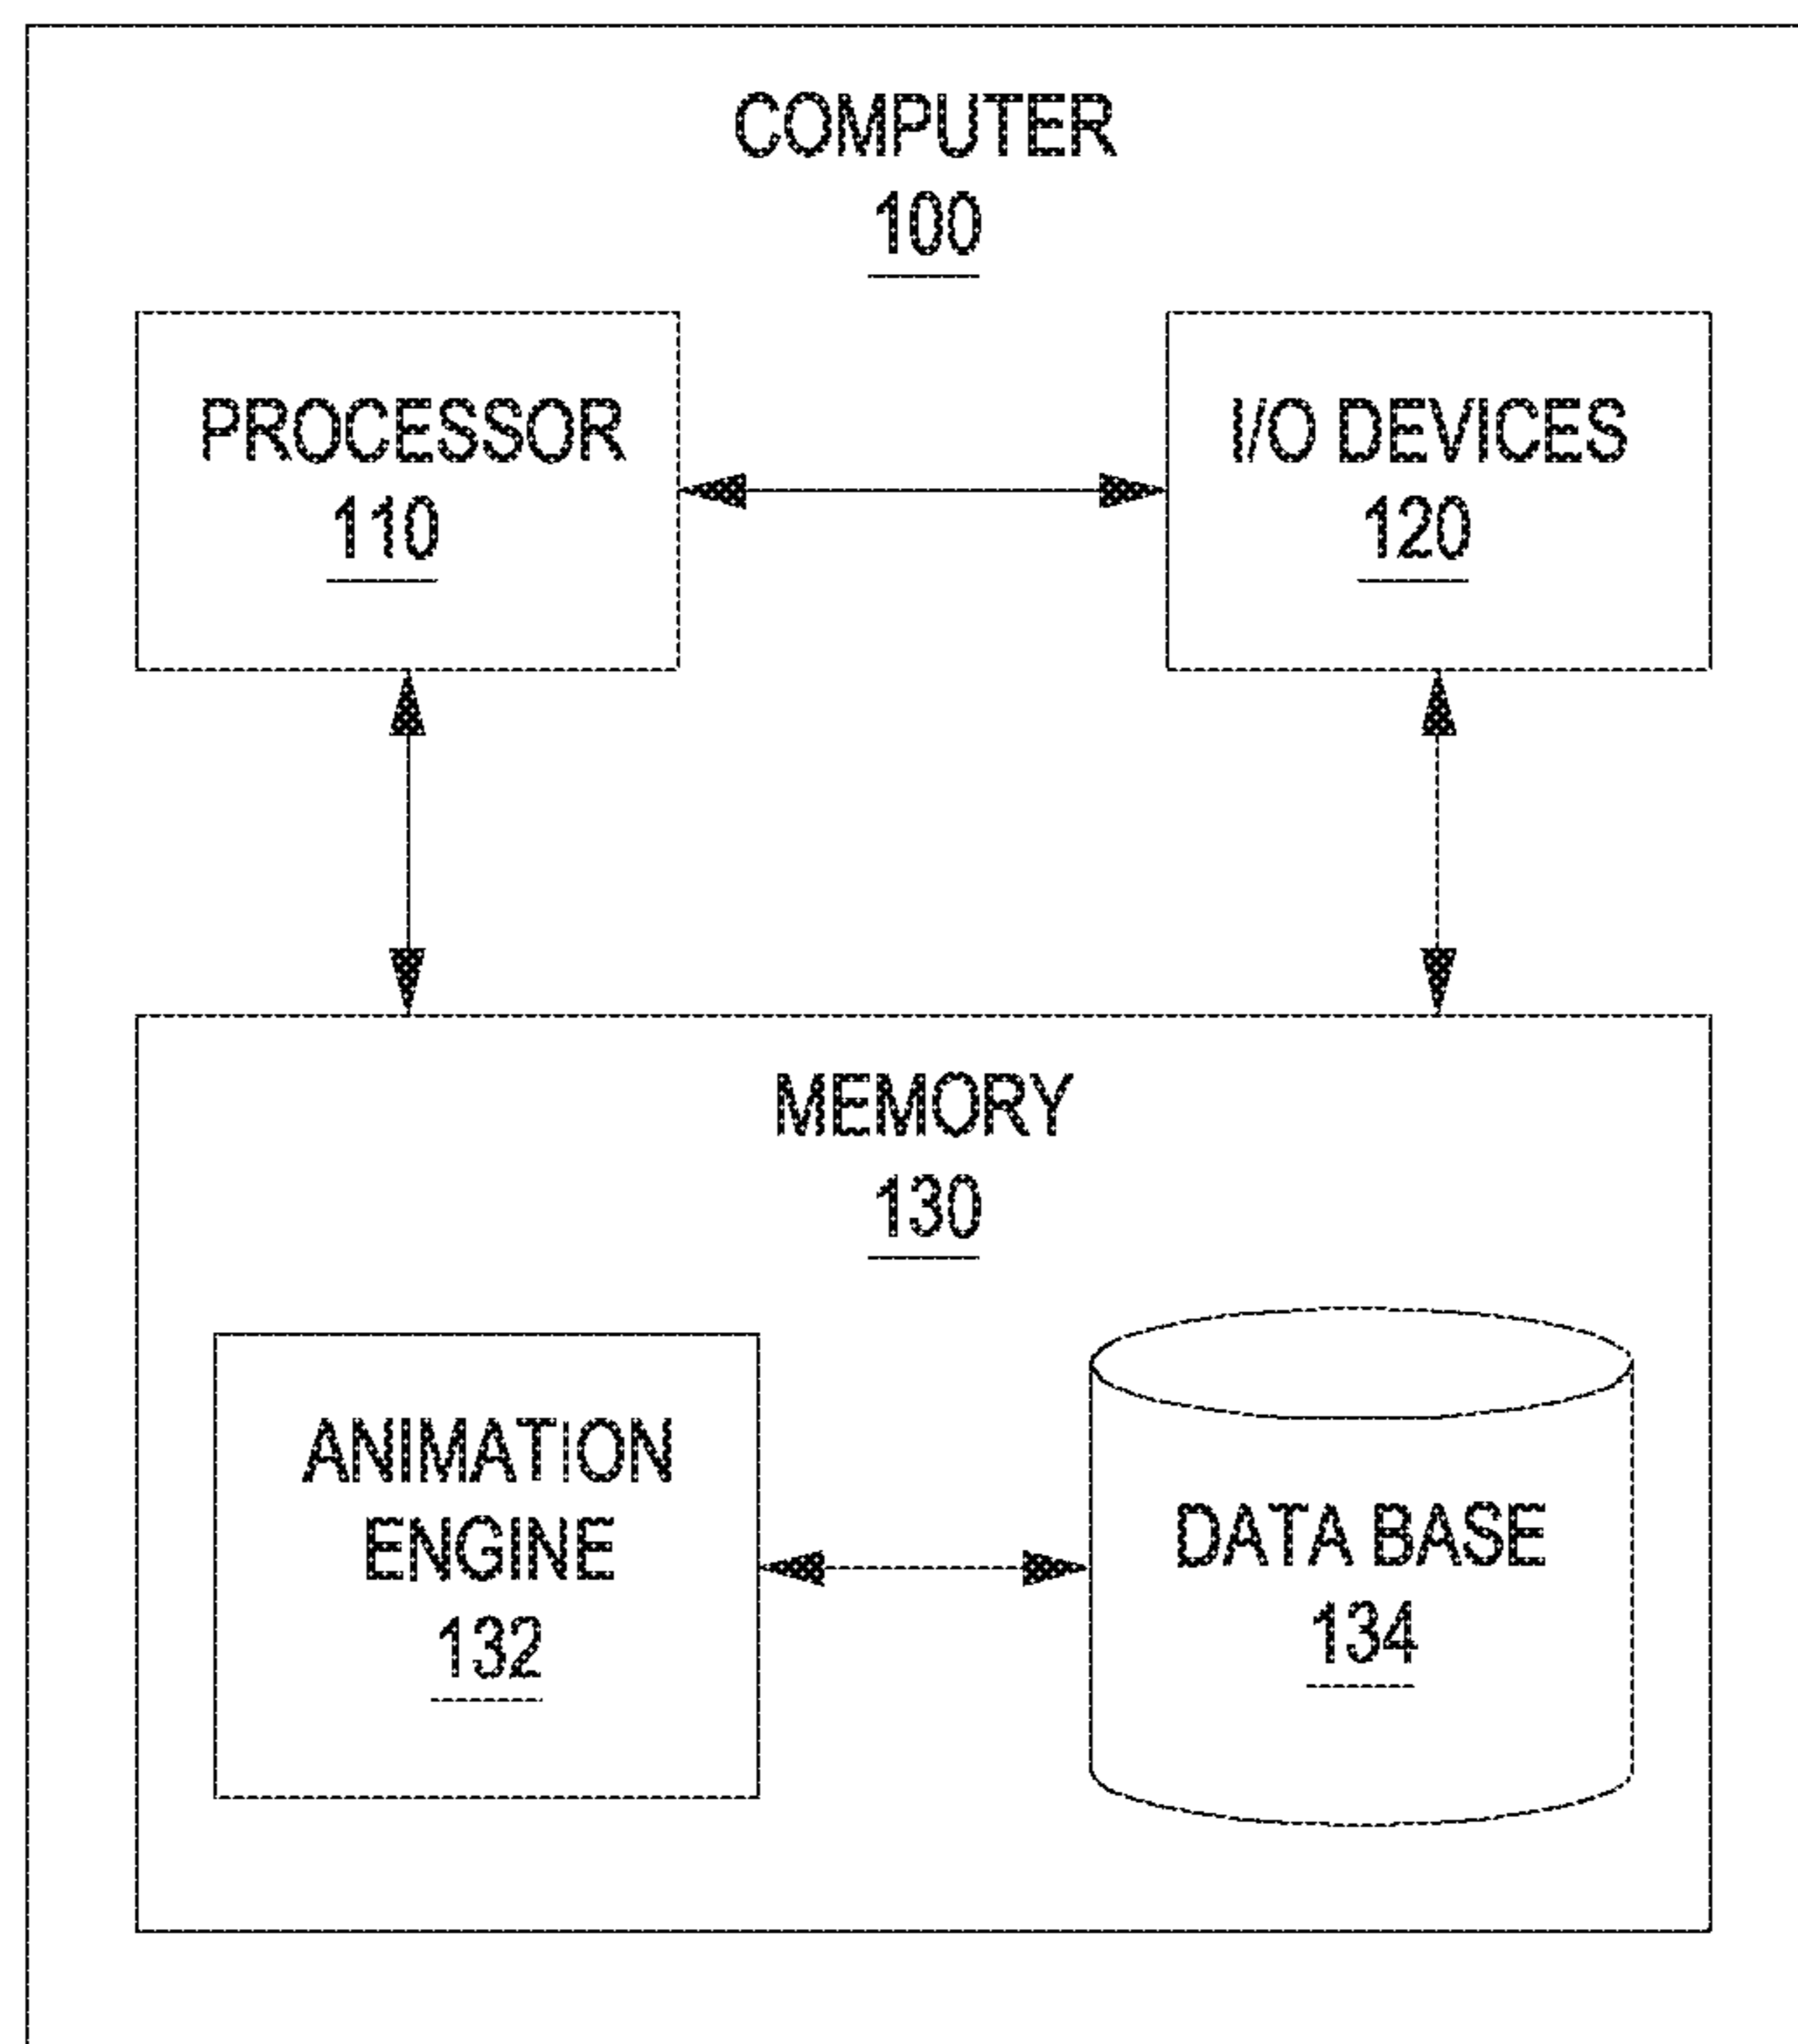 COMPUTER
100
PROCESSOR
110
I/O DEVICES
120
MEMORY
130
ANIMATION
ENGINE
132
DATA BASE
134